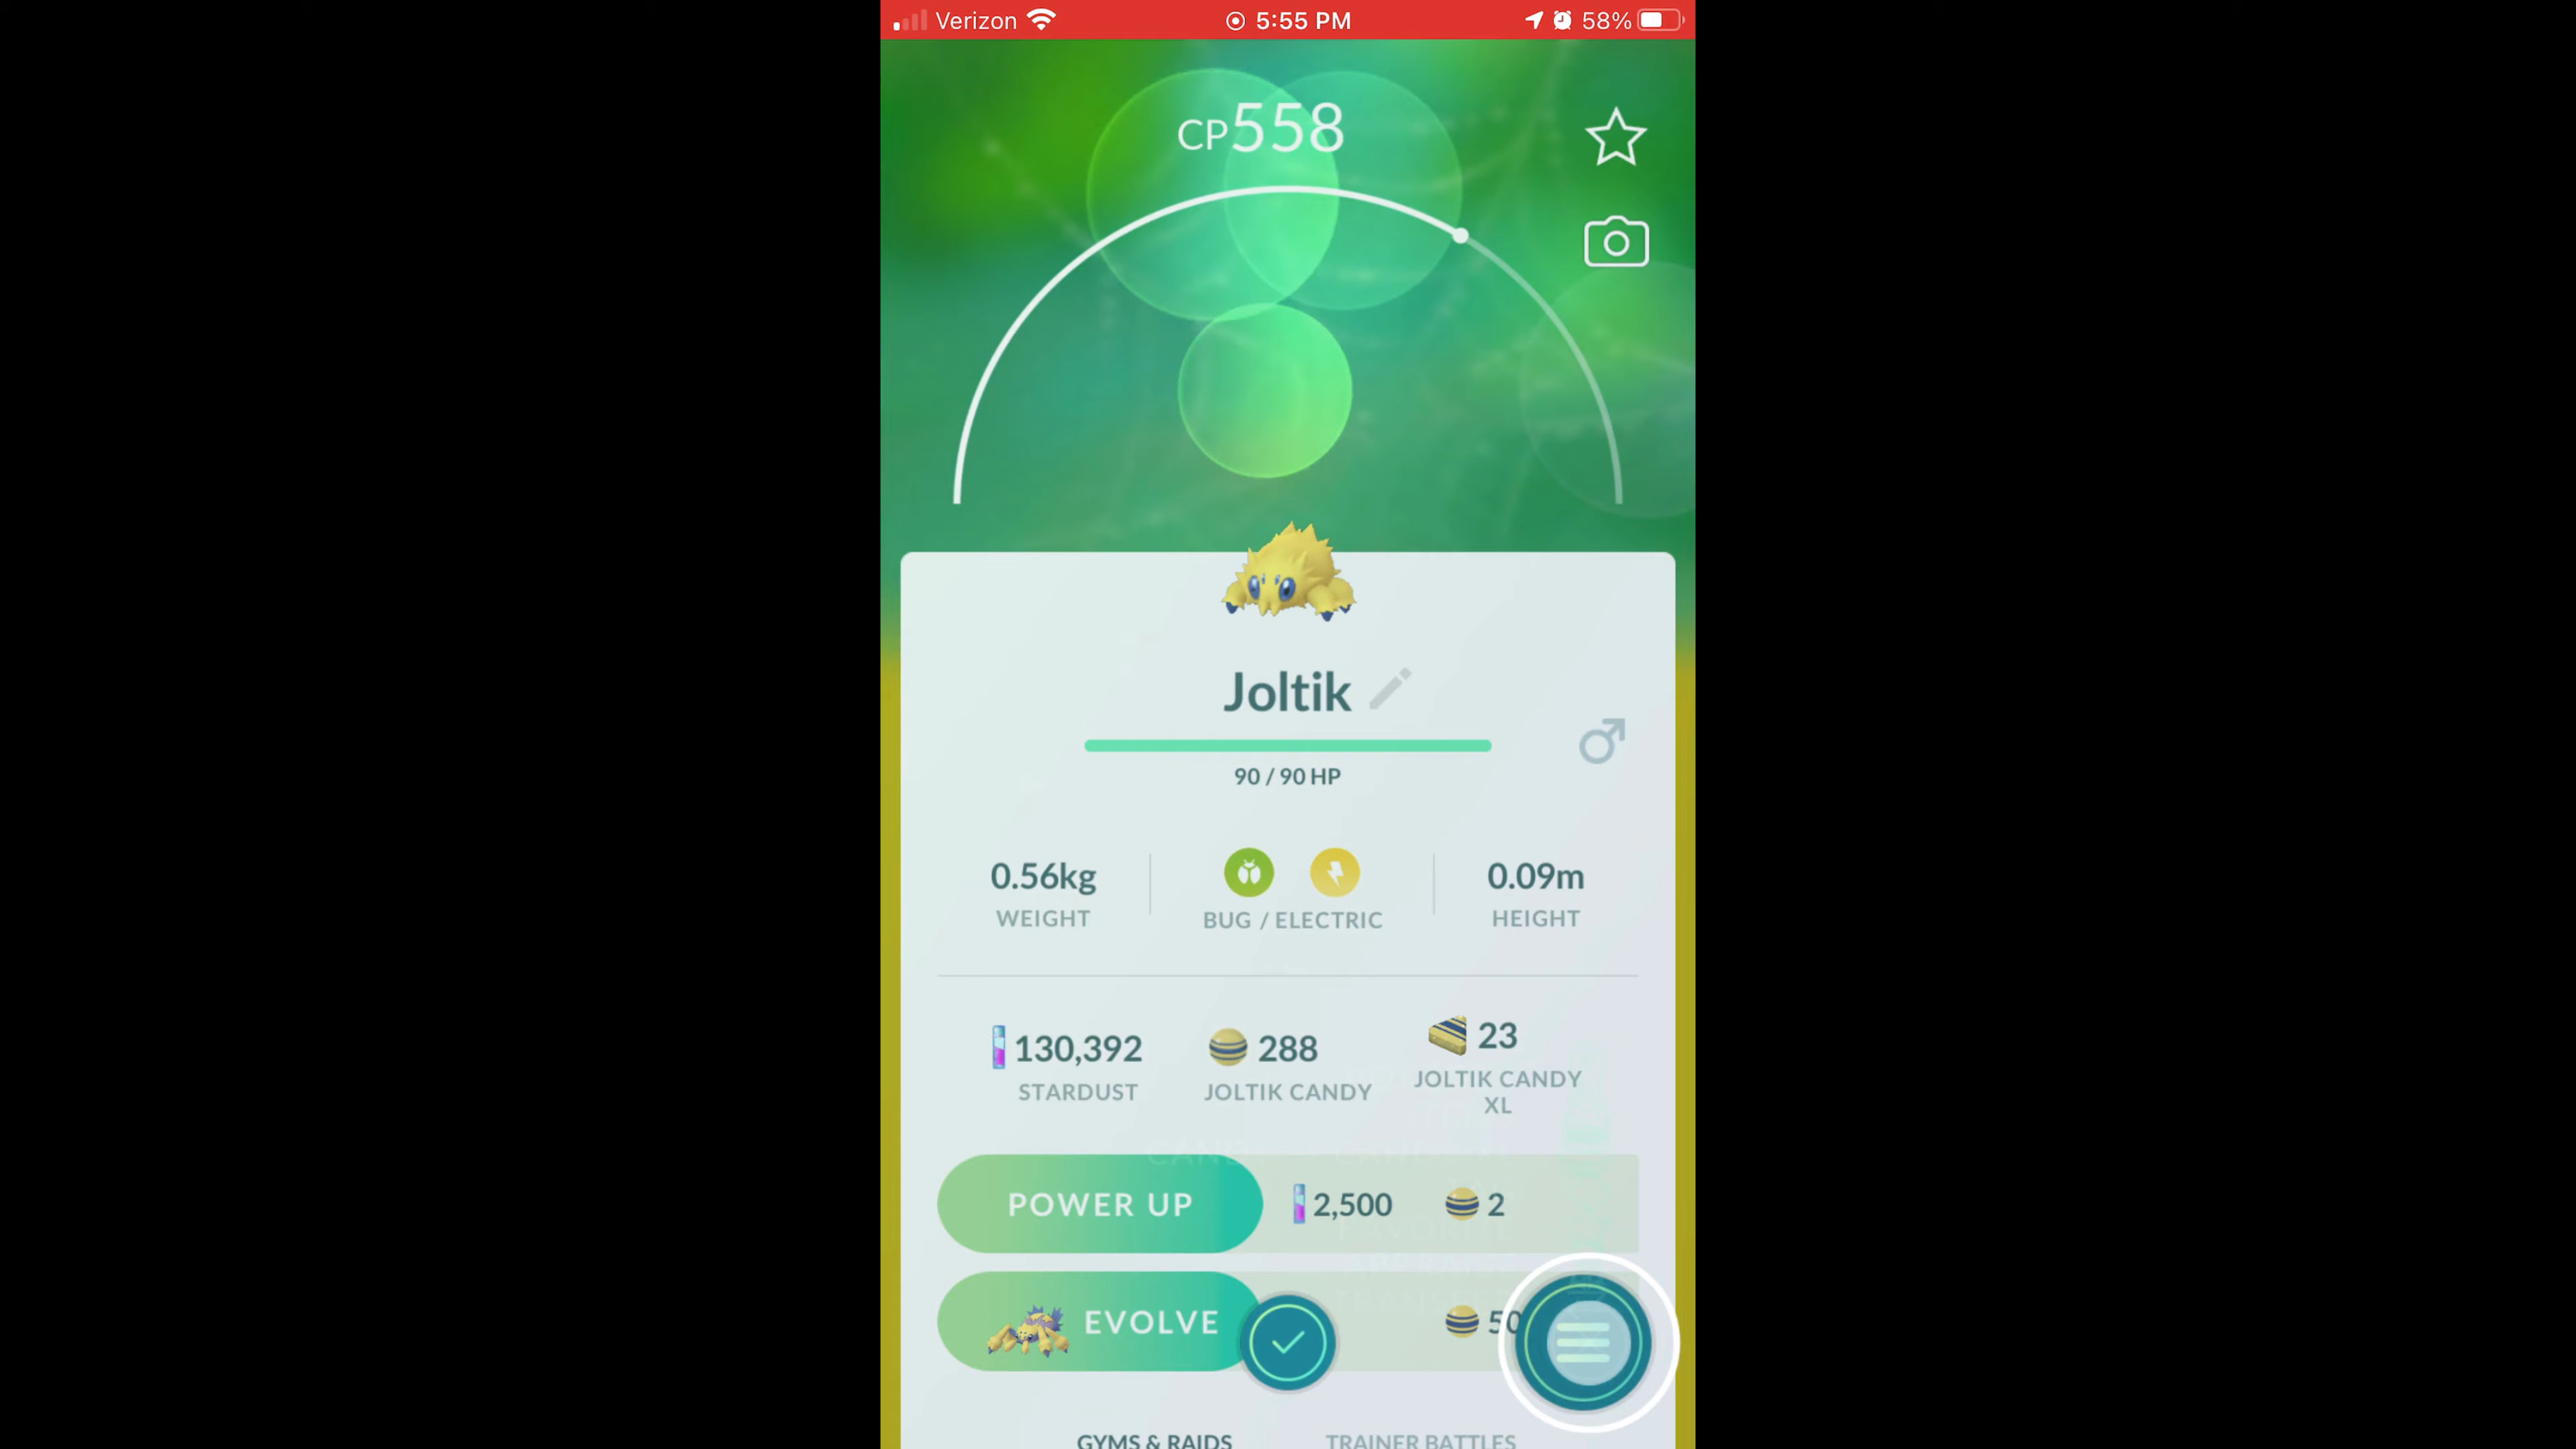 Verizon 5:55 PM 58%
CP558
Joltik
90 / 90 HP
0.56kg BUG / ELECTRIC 0.09m
WEIGHT HEIGHT
130,392 288 23
STARDUST JOLTIK CANDY JOLTIK CANDY XL
POWER UP 2,500 2
EVOLVE 50
GYMS & RAIDS TRAINER BATTLES